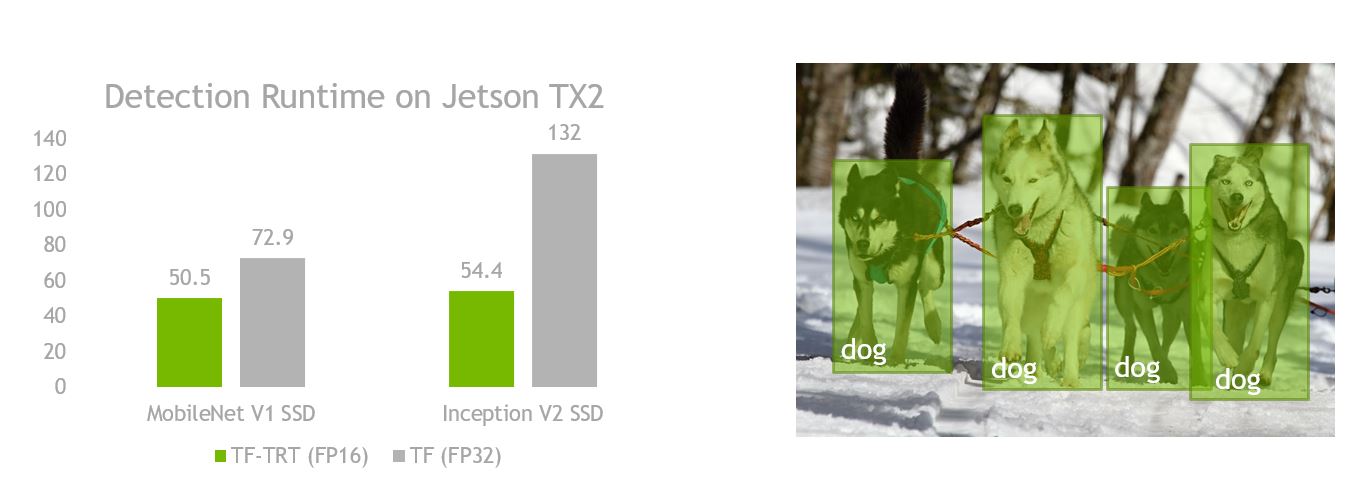 Detection Runtime on Jetson TX2
140
120
100
80
60
40
20
0
50.5
72.9
54.4
132
MobileNet V1 SSD
Inception V2 SSD
TF-TRT (FP16)
TF (FP32)
dog
dog
dog
dog